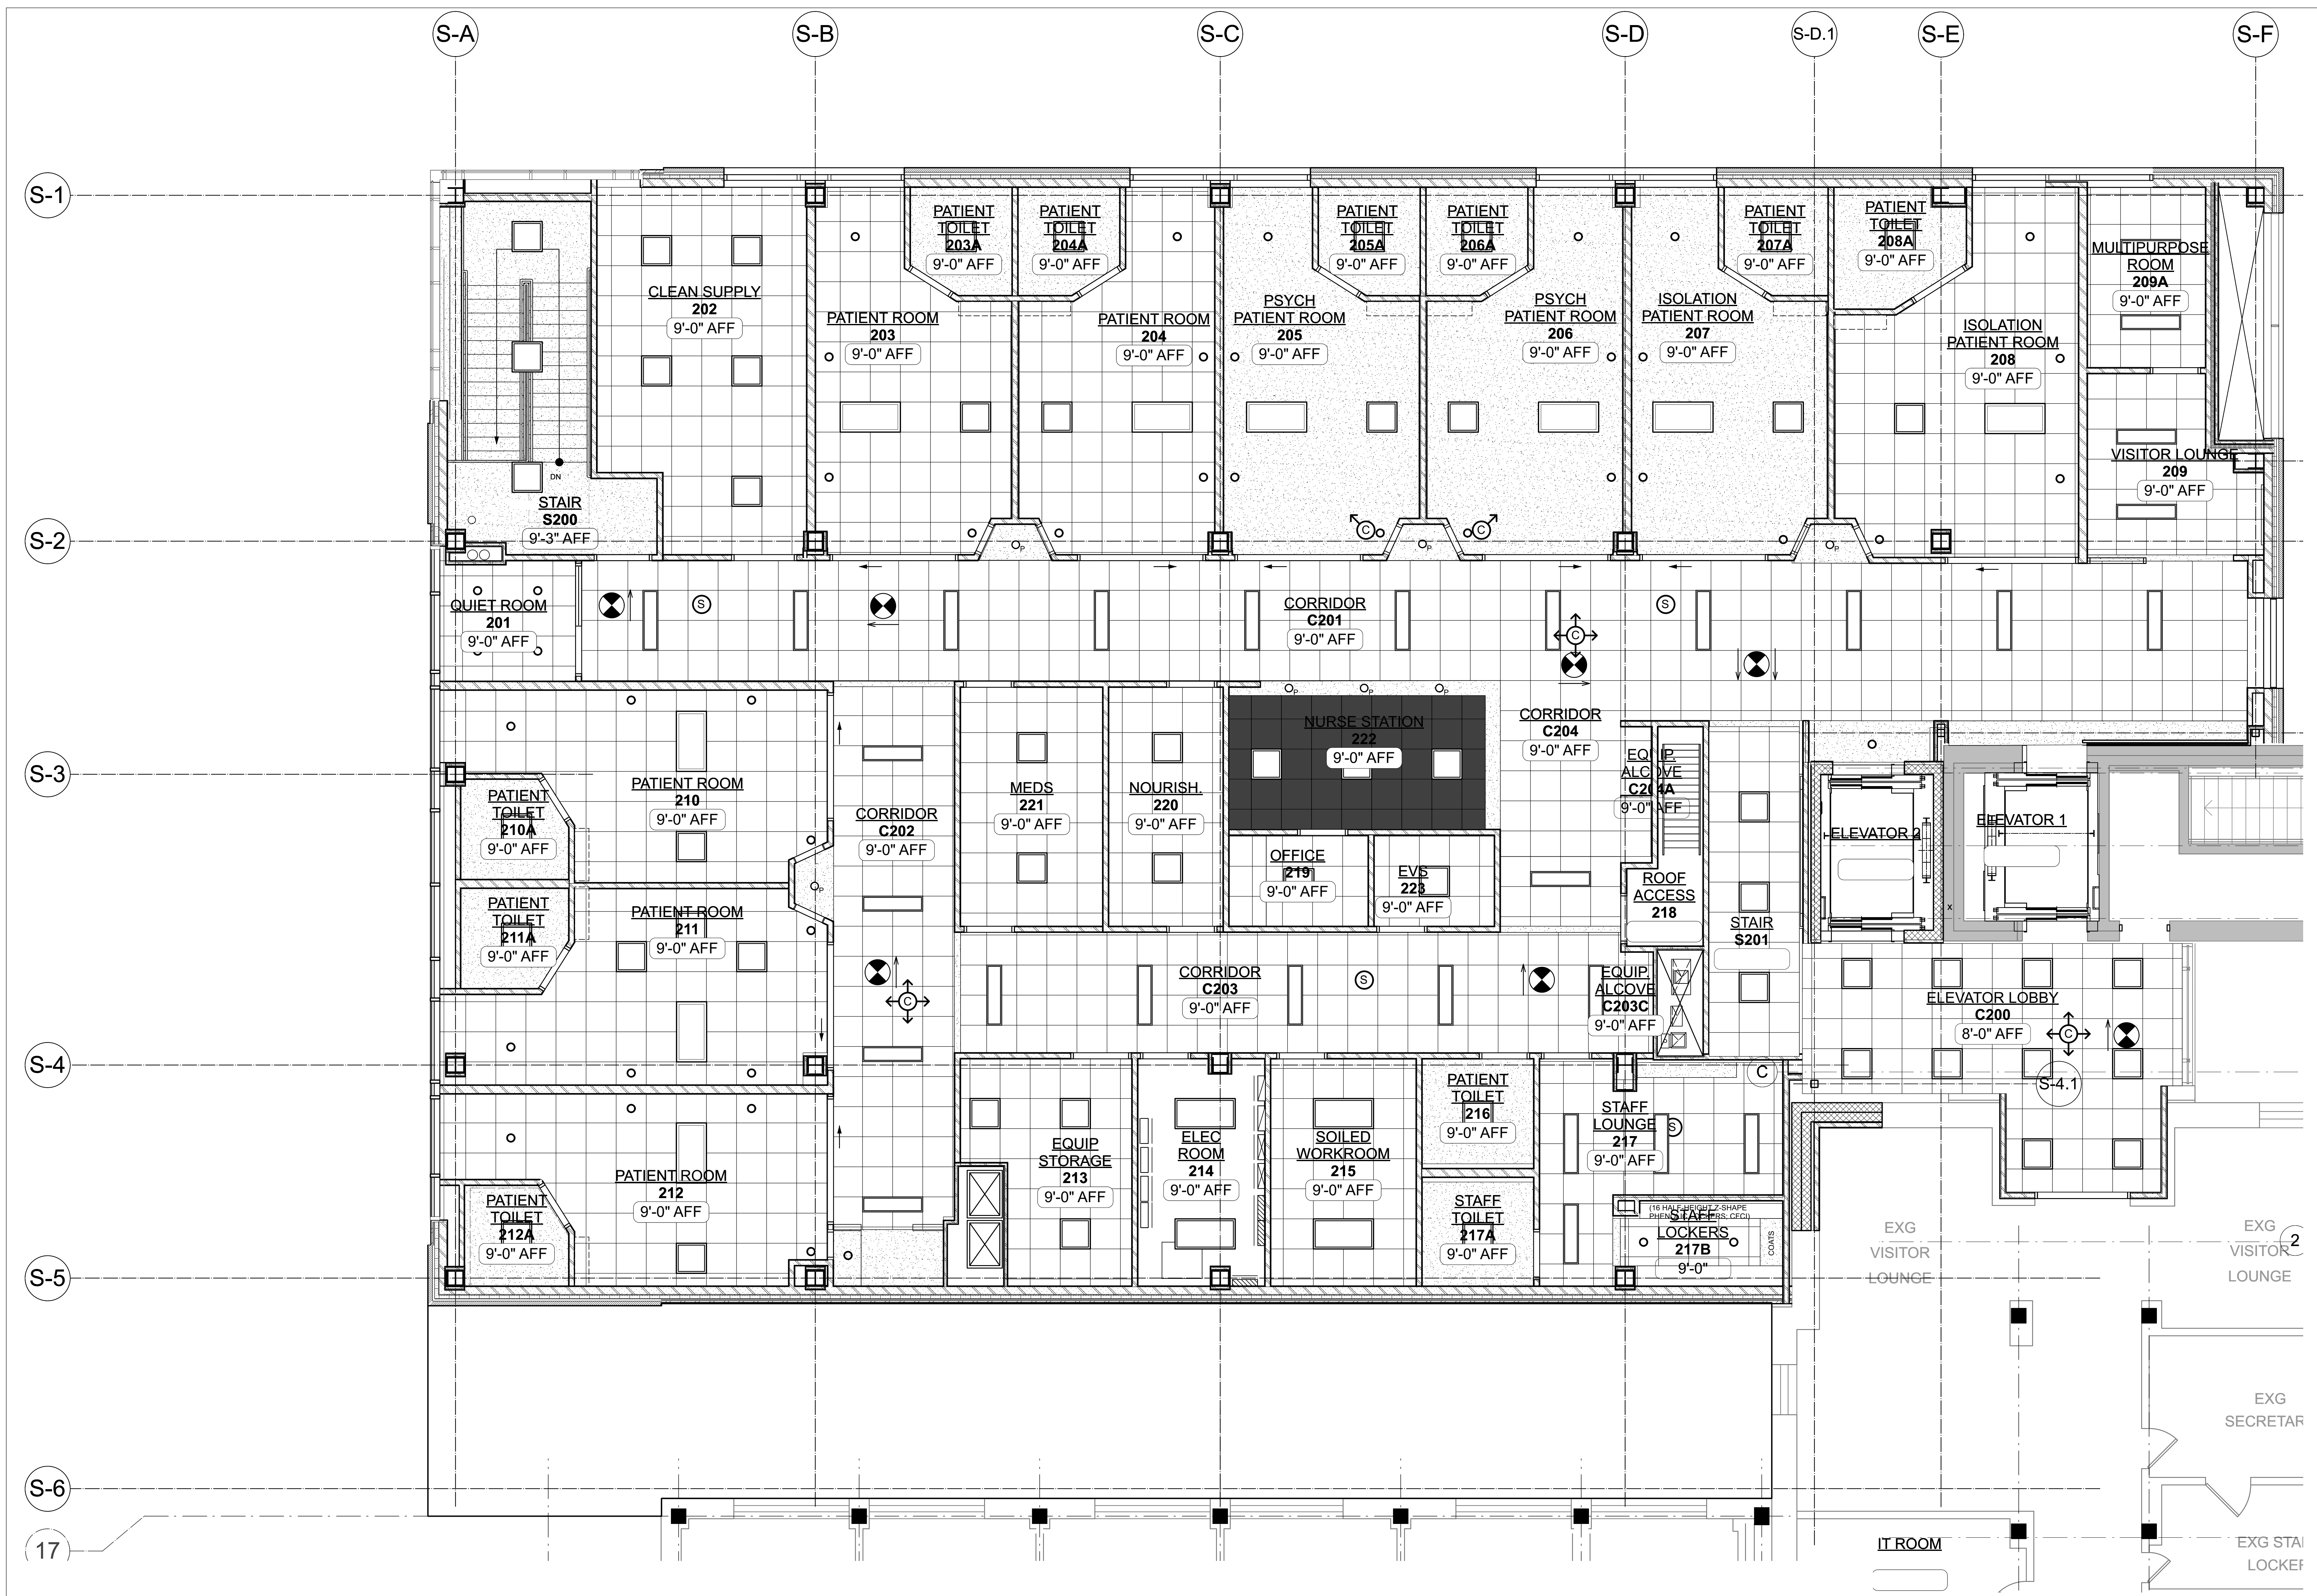 S-A
S-B
S-C
S-D
S-D.1
S-E
S-F
S-1
S-2
S-3
S-4
S-5
S-6
17
PATIENT
TOILET
203A
9'-0" AFF
PATIENT
TOILET
204A
9'-0" AFF
PATIENT
TOILET
205A
9'-0" AFF
PATIENT
TOILET
206A
9'-0" AFF
PATIENT
TOILET
207A
9'-0" AFF
PATIENT
TOILET
208A
9'-0" AFF
MULTIPURPOSE
ROOM
209A
9'-0" AFF
CLEAN SUPPLY
202
9'-0" AFF
PATIENT ROOM
203
9'-0" AFF
PATIENT ROOM
204
9'-0" AFF
PSYCH
PATIENT ROOM
205
9'-0" AFF
PSYCH
PATIENT ROOM
206
9'-0" AFF
ISOLATION
PATIENT ROOM
207
9'-0" AFF
ISOLATION
PATIENT ROOM
208
9'-0" AFF
VISITOR LOUNGE
209
9'-0" AFF
DN
STAIR
S200
9'-3" AFF
C
C
P
P
P
QUIET ROOM
201
9'-0" AFF
S
CORRIDOR
C201
9'-0" AFF
C
S
P
P
P
NURSE STATION
222
9'-0" AFF
CORRIDOR
C204
9'-0" AFF
EQUIP.
ALCOVE
C204A
9'-0" AFF
PATIENT ROOM
210
9'-0" AFF
PATIENT
TOILET
210A
9'-0" AFF
CORRIDOR
C202
9'-0" AFF
MEDS
221
9'-0" AFF
NOURISH.
220
9'-0" AFF
ELEVATOR 2
ELEVATOR 1
OFFICE
219
9'-0" AFF
EVS
223
9'-0" AFF
ROOF
ACCESS
218
STAIR
S201
X
P
PATIENT
TOILET
211A
9'-0" AFF
PATIENT ROOM
211
9'-0" AFF
C
CORRIDOR
C203
9'-0" AFF
S
EQUIP.
ALCOVE
C203C
9'-0" AFF
S
ELEVATOR LOBBY
C200
8'-0" AFF
C
C
S-4.1
PATIENT ROOM
212
9'-0" AFF
PATIENT
TOILET
212A
9'-0" AFF
EQUIP
STORAGE
213
9'-0" AFF
ELEC
ROOM
214
9'-0" AFF
SOILED
WORKROOM
215
9'-0" AFF
PATIENT
TOILET
216
9'-0" AFF
STAFF
TOILET
217A
9'-0" AFF
STAFF
LOUNGE
217
9'-0" AFF
S
(16 HALF-HEIGHT Z-SHAPE
PHENOLIC LOCKERS; CFCI)
STAFF
LOCKERS
217B
9'-0"
COATS
EXG
VISITOR
LOUNGE
EXG
VISITOR
LOUNGE
2
EXG
SECRETAR
IT ROOM
EXG STA
LOCKER